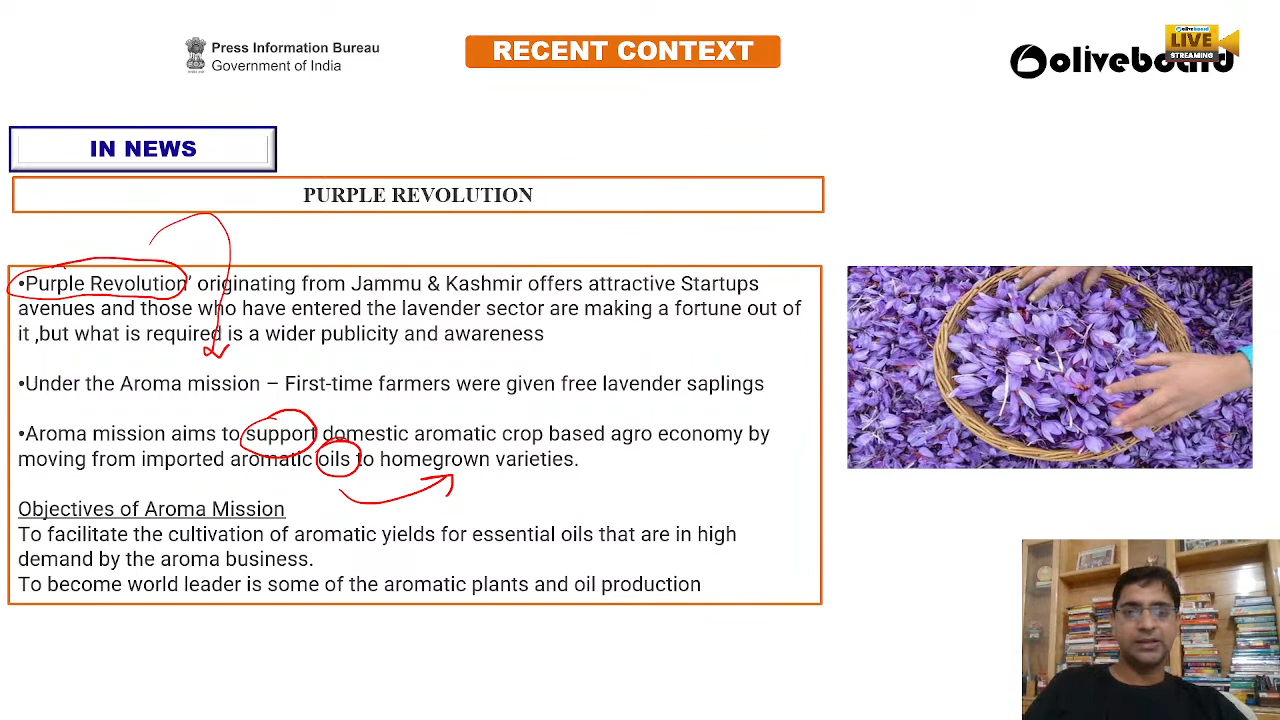 Press Information Bureau
Government of India
RECENT CONTEXT
oliveboard
LIVE
STREAMING
oliveboard
IN NEWS
PURPLE REVOLUTION
•Purple Revolution’ originating from Jammu & Kashmir offers attractive Startups
avenues and those who have entered the lavender sector are making a fortune out of
it ,but what is required is a wider publicity and awareness
•Under the Aroma mission – First-time farmers were given free lavender saplings
•Aroma mission aims to support domestic aromatic crop based agro economy by
moving from imported aromatic oils to homegrown varieties.
Objectives of Aroma Mission
To facilitate the cultivation of aromatic yields for essential oils that are in high
demand by the aroma business.
To become world leader is some of the aromatic plants and oil production